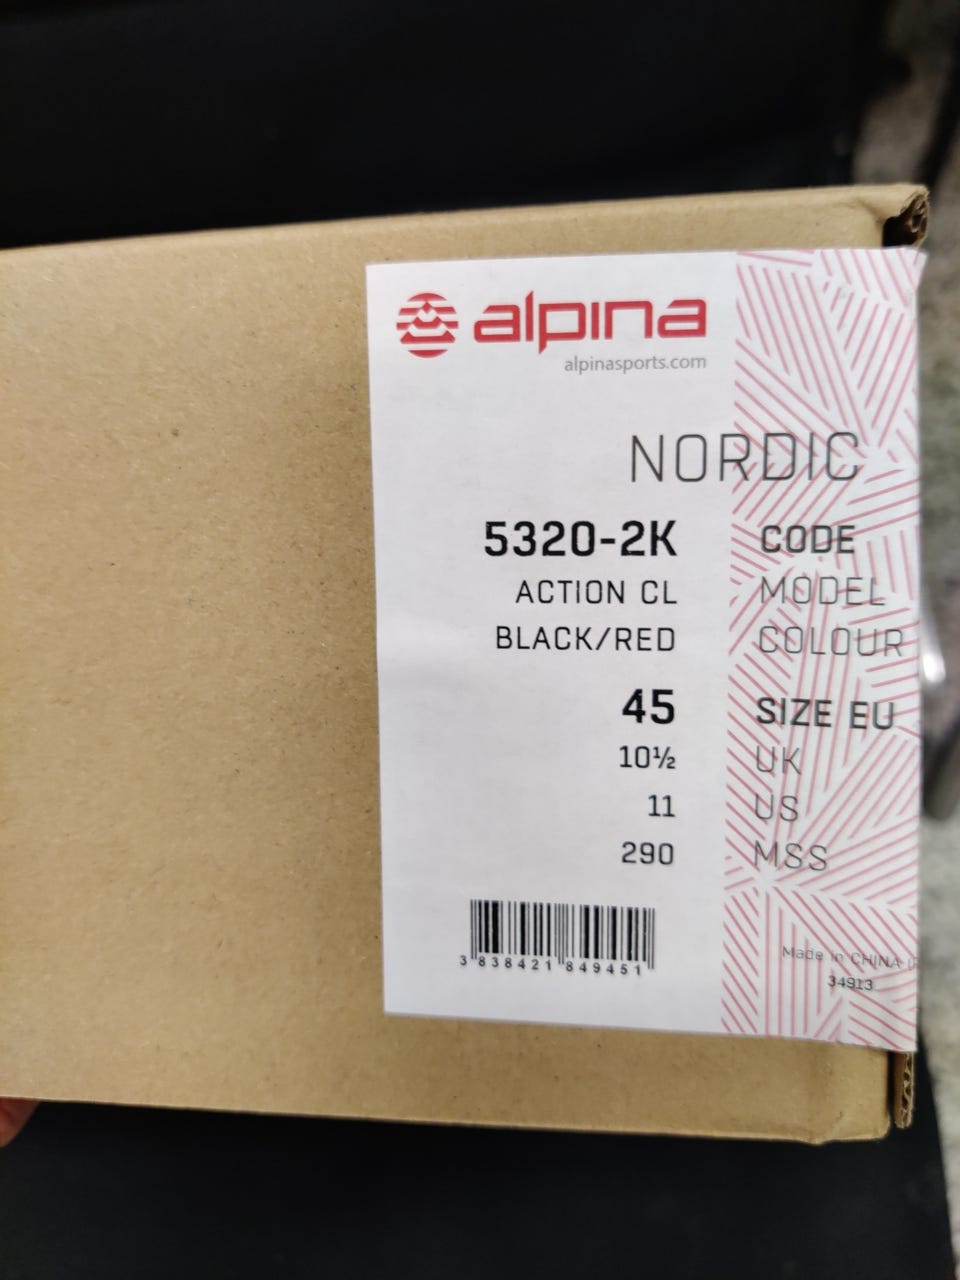 alpina
alpinasports.com
NORDIC
5320-2K CODE
ACTION CL MODEL
BLACK/RED COLOUR
45 SIZE EU
10½ UK
11 US
290 MSS
3 838421 849451
Made in CHINA
34913